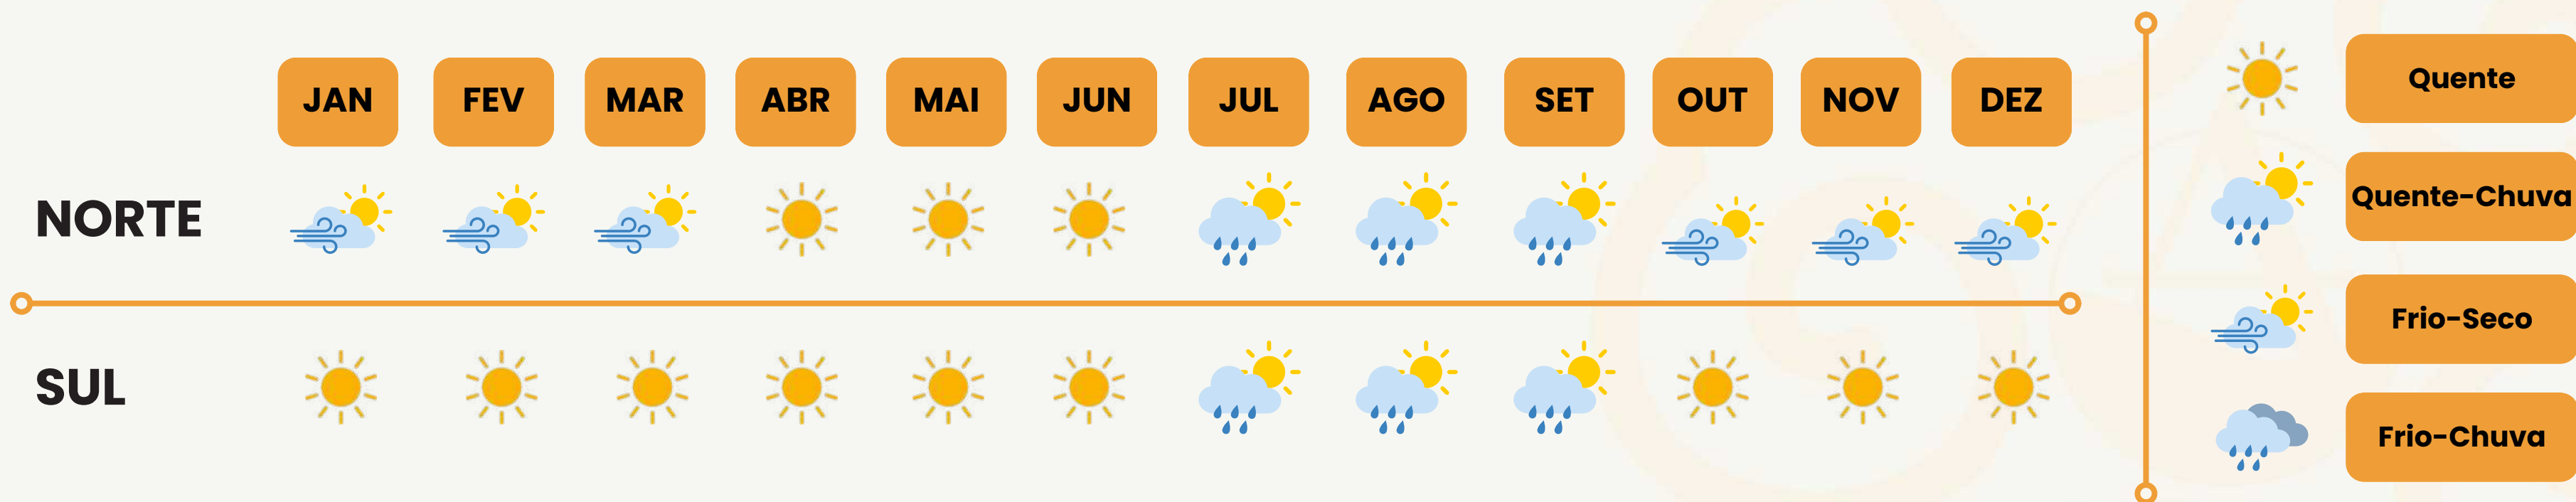 JAN FEV MAR ABR MAI JUN JUL AGO SET OUT NOV DEZ
NORTE
SUL
Quente
Quente-Chuva
Frio-Seco
Frio-Chuva